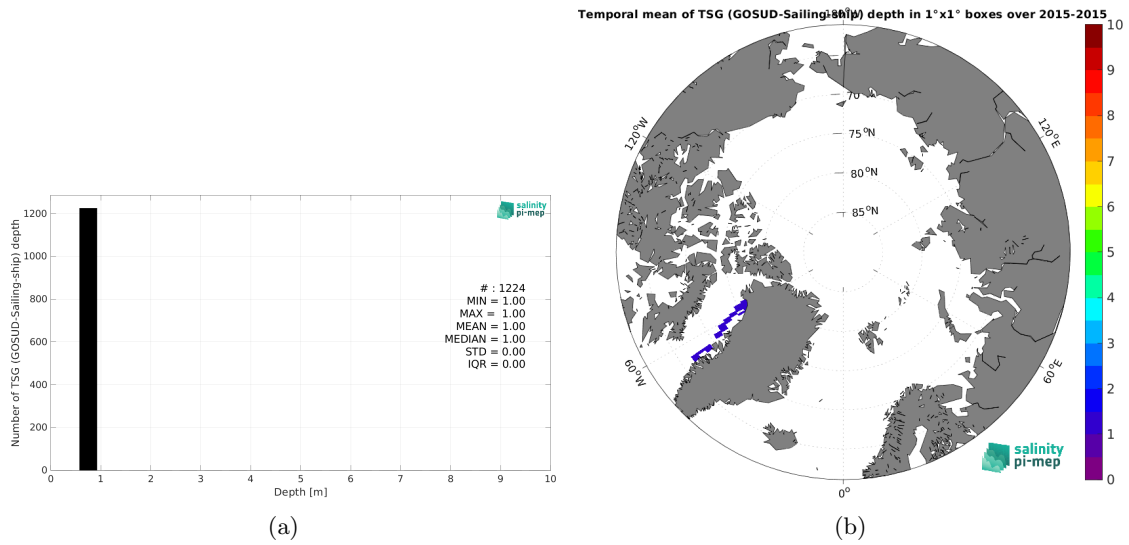 Number of TSG (GOSUD-Sailing-ship) depth
1200
1000
800
600
400
200
0
salinity
pi-mep
# : 1224
MIN = 1.00
MAX = 1.00
MEAN = 1.00
MEDIAN = 1.00
STD = 0.00
IQR = 0.00
0 1 2 3 4 5 6 7 8 9 10
Depth [m]
(a)
Temporal mean of TSG (GOSUD-Sailing-ship) depth in 1°x1° boxes over 2015-2015
70
75°N
80°N
85°N
120°W
120°E
60°W
60°E
0°
salinity
pi-mep
10
9
8
7
6
5
4
3
2
1
0
(b)